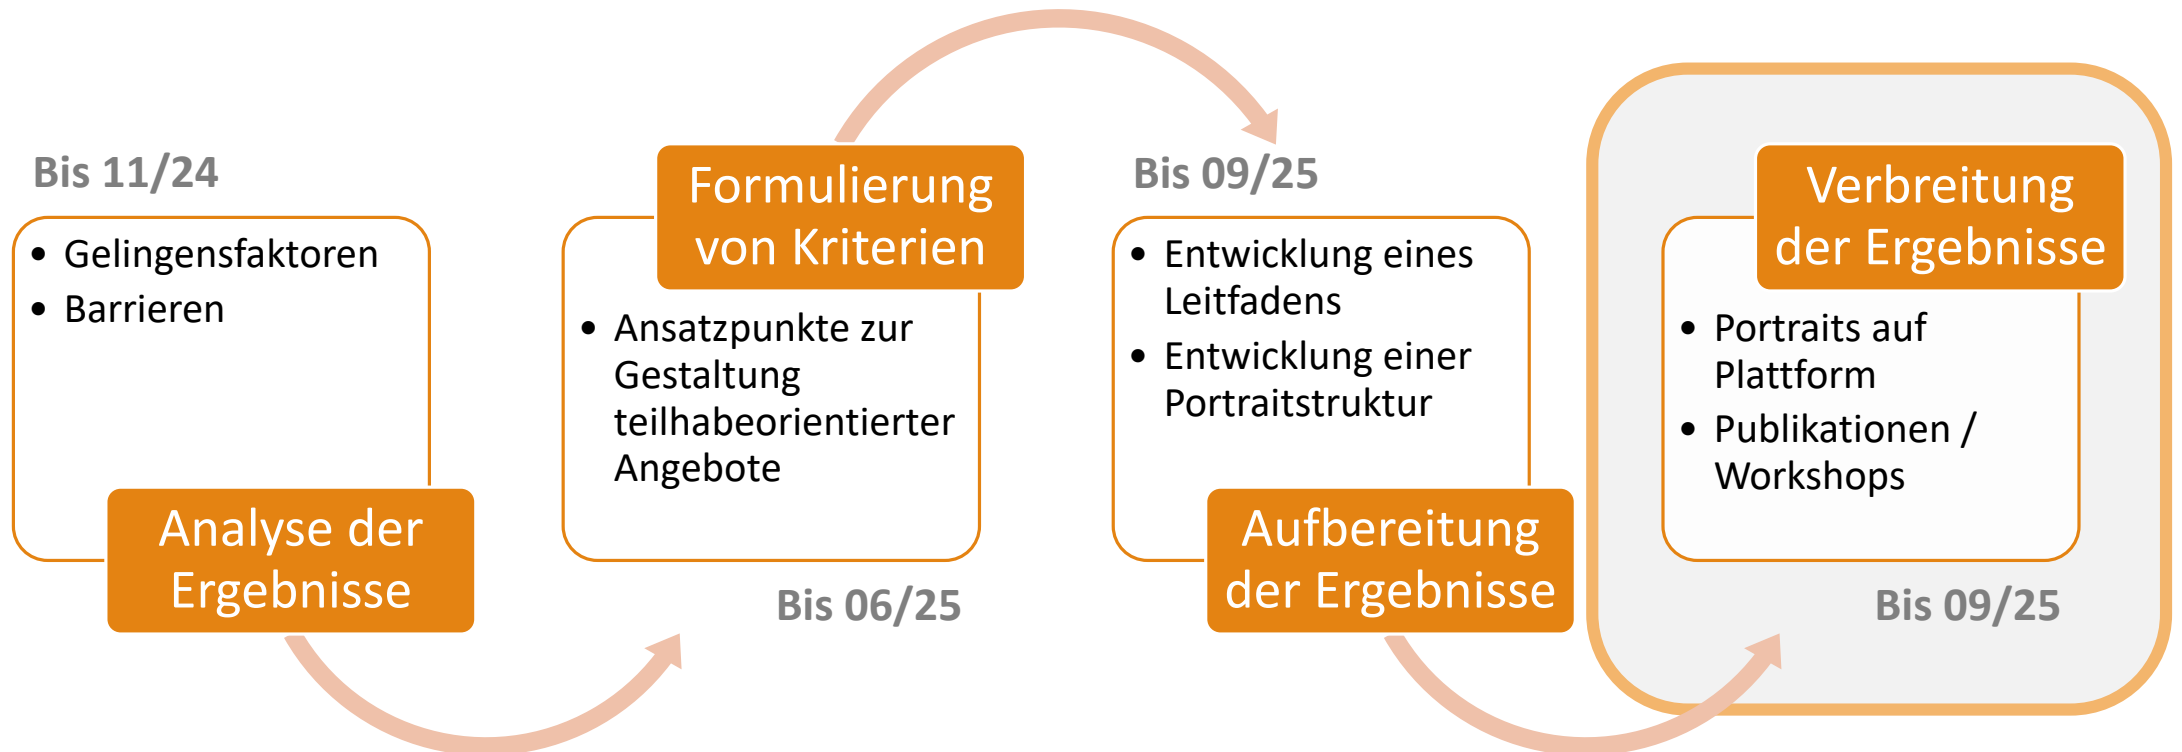 Bis 11/24
• Gelingensfaktoren
• Barrieren
Analyse der
Ergebnisse
Formulierung
von Kriterien
• Ansatzpunkte zur
Gestaltung
teilhabeorientierter
Angebote
Bis 06/25
Bis 09/25
• Entwicklung eines
Leitfadens
• Entwicklung einer
Portraitstruktur
Aufbereitung
der Ergebnisse
Verbreitung
der Ergebnisse
• Portraits auf
Plattform
• Publikationen /
Workshops
Bis 09/25